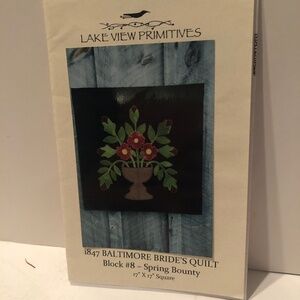 LAKE VIEW PRIMITIVES
1847 BALTIMORE BRIDE'S QUILT
Block #8 – Spring Bounty
17" X 17" Square